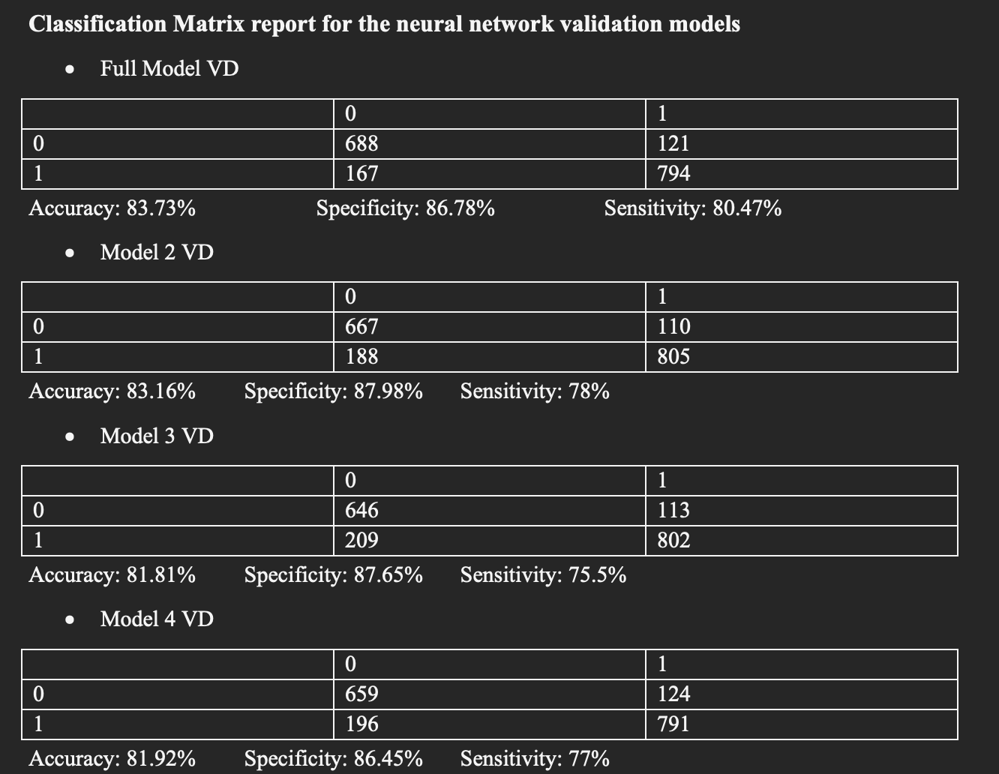 Classification Matrix report for the neural network validation models
• Full Model VD
0 1
0 688 121
1 167 794
Accuracy: 83.73% Specificity: 86.78% Sensitivity: 80.47%
• Model 2 VD
0 1
0 667 110
1 188 805
Accuracy: 83.16% Specificity: 87.98% Sensitivity: 78%
• Model 3 VD
0 1
0 646 113
1 209 802
Accuracy: 81.81% Specificity: 87.65% Sensitivity: 75.5%
• Model 4 VD
0 1
0 659 124
1 196 791
Accuracy: 81.92% Specificity: 86.45% Sensitivity: 77%